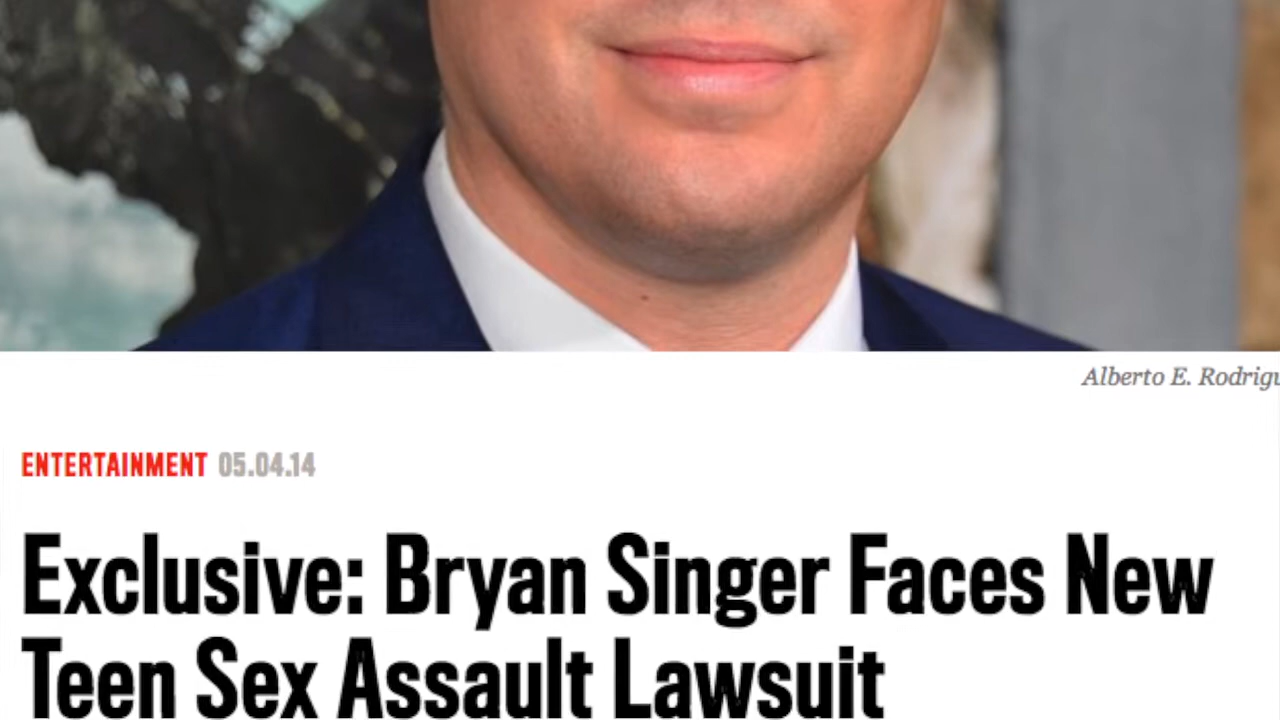 Alberto E. Rodrigu
ENTERTAINMENT 05.04.14
Exclusive: Bryan Singer Faces New
Teen Sex Assault Lawsuit